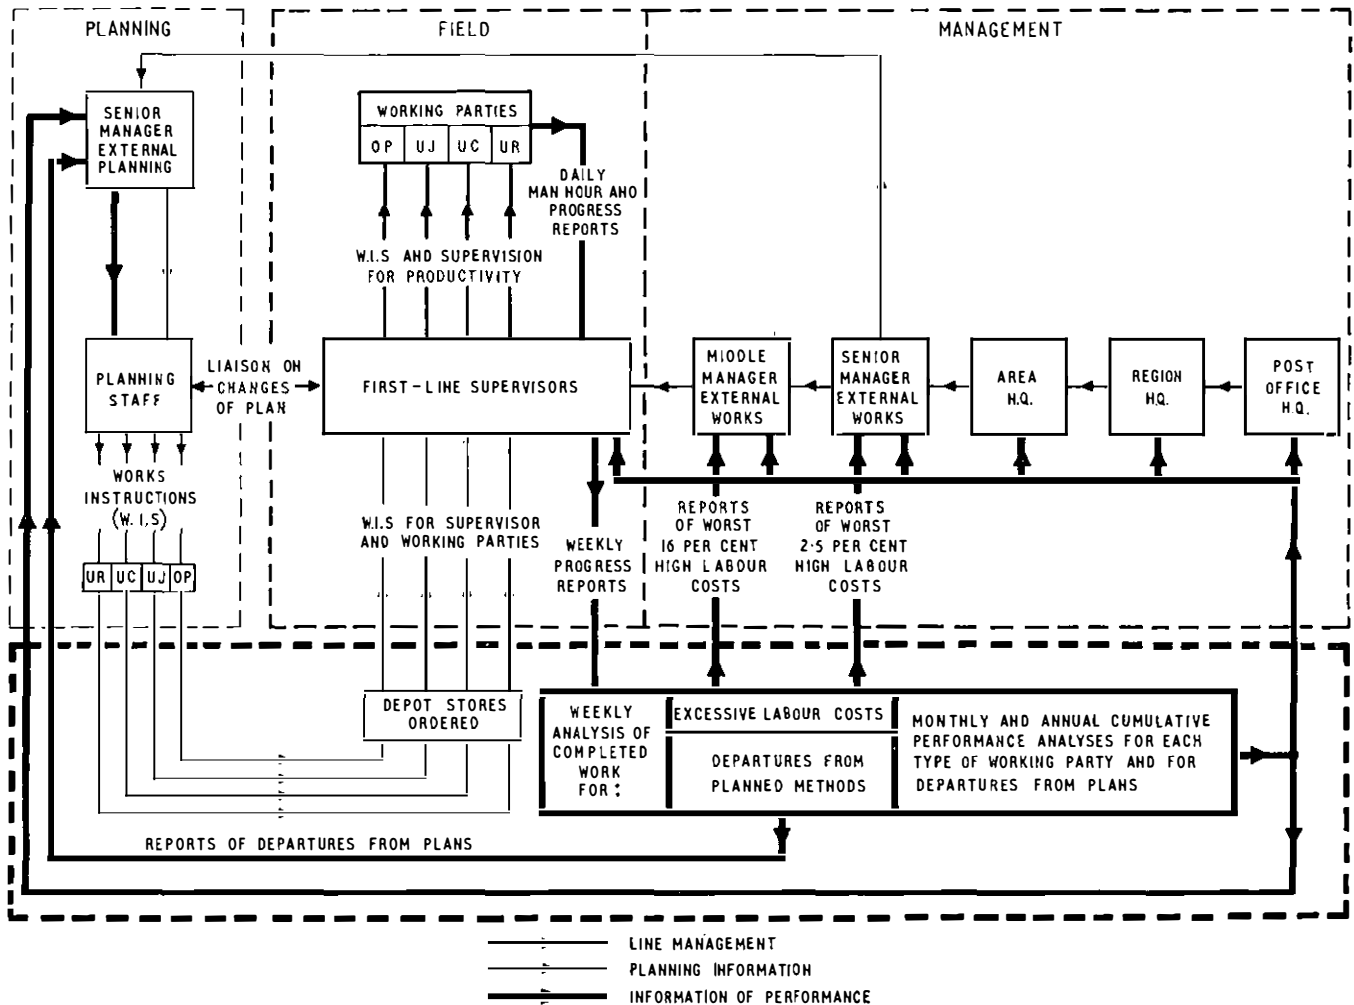 PLANNING
FIELD
MANAGEMENT
SENIOR
MANAGER
EXTERNAL
PLANNING
WORKING PARTIES
OP UJ UC UR
DAILY
MAN HOUR AHO
PROGRESS
REPORTS
W.I.S AND SUPERVISION
FOR PRODUCTIVITY
PLANNING
STAFF
LIAISON ON
CHANGES
OF PLAN
FIRST-LINE SUPERVISORS
MIDDLE
MANAGER
EXTERNAL
WORKS
SENIOR
MANAGER
EXTERNAL
WORKS
AREA
H.Q.
REGION
H.Q.
POST
OFFICE
H.Q.
WORKS
INSTRUCTIONS
(W.I.S)
UR UC UJ OP
W.I.S FOR SUPERVISOR
AND WORKING PARTIES
WEEKLY
PROGRESS
REPORTS
REPORTS
OF WORST
16 PER CENT
HIGH LABOUR
COSTS
REPORTS
OF WORST
2·5 PER CENT
HIGH LABOUR
COSTS
DEPOT STORES
ORDERED
WEEKLY
ANALYSIS OF
COMPLETED
WORK
FOR:
EXCESSIVE LABOUR COSTS
DEPARTURES FROM
PLANNED METHODS
MONTHLY AND ANNUAL CUMULATIVE
PERFORMANCE ANALYSES FOR EACH
TYPE OF WORKING PARTY AND FOR
DEPARTURES FROM PLANS
REPORTS OF DEPARTURES FROM PLANS
LINE MANAGEMENT
PLANNING INFORMATION
INFORMATION OF PERFORMANCE